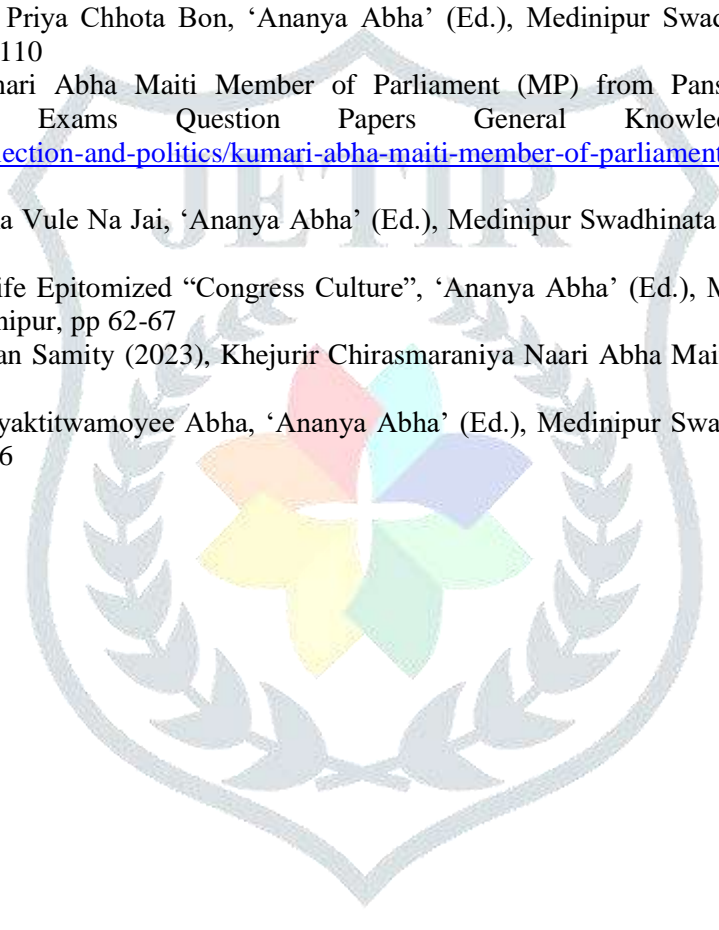 Priya Chhota Bon, ‘Ananya Abha’ (Ed.), Medinipur Swad
110
nari Abha Maiti Member of Parliament (MP) from Pans
Exams Question Papers General Knowle
lection-and-politics/kumari-abha-maiti-member-of-parliament
a Vule Na Jai, ‘Ananya Abha’ (Ed.), Medinipur Swadhinata
ife Epitomized “Congress Culture”, ‘Ananya Abha’ (Ed.), M
nipur, pp 62-67
an Samity (2023), Khejurir Chirasmaraniya Naari Abha Mai
yaktitwamoyee Abha, ‘Ananya Abha’ (Ed.), Medinipur Swa
6
JETIR